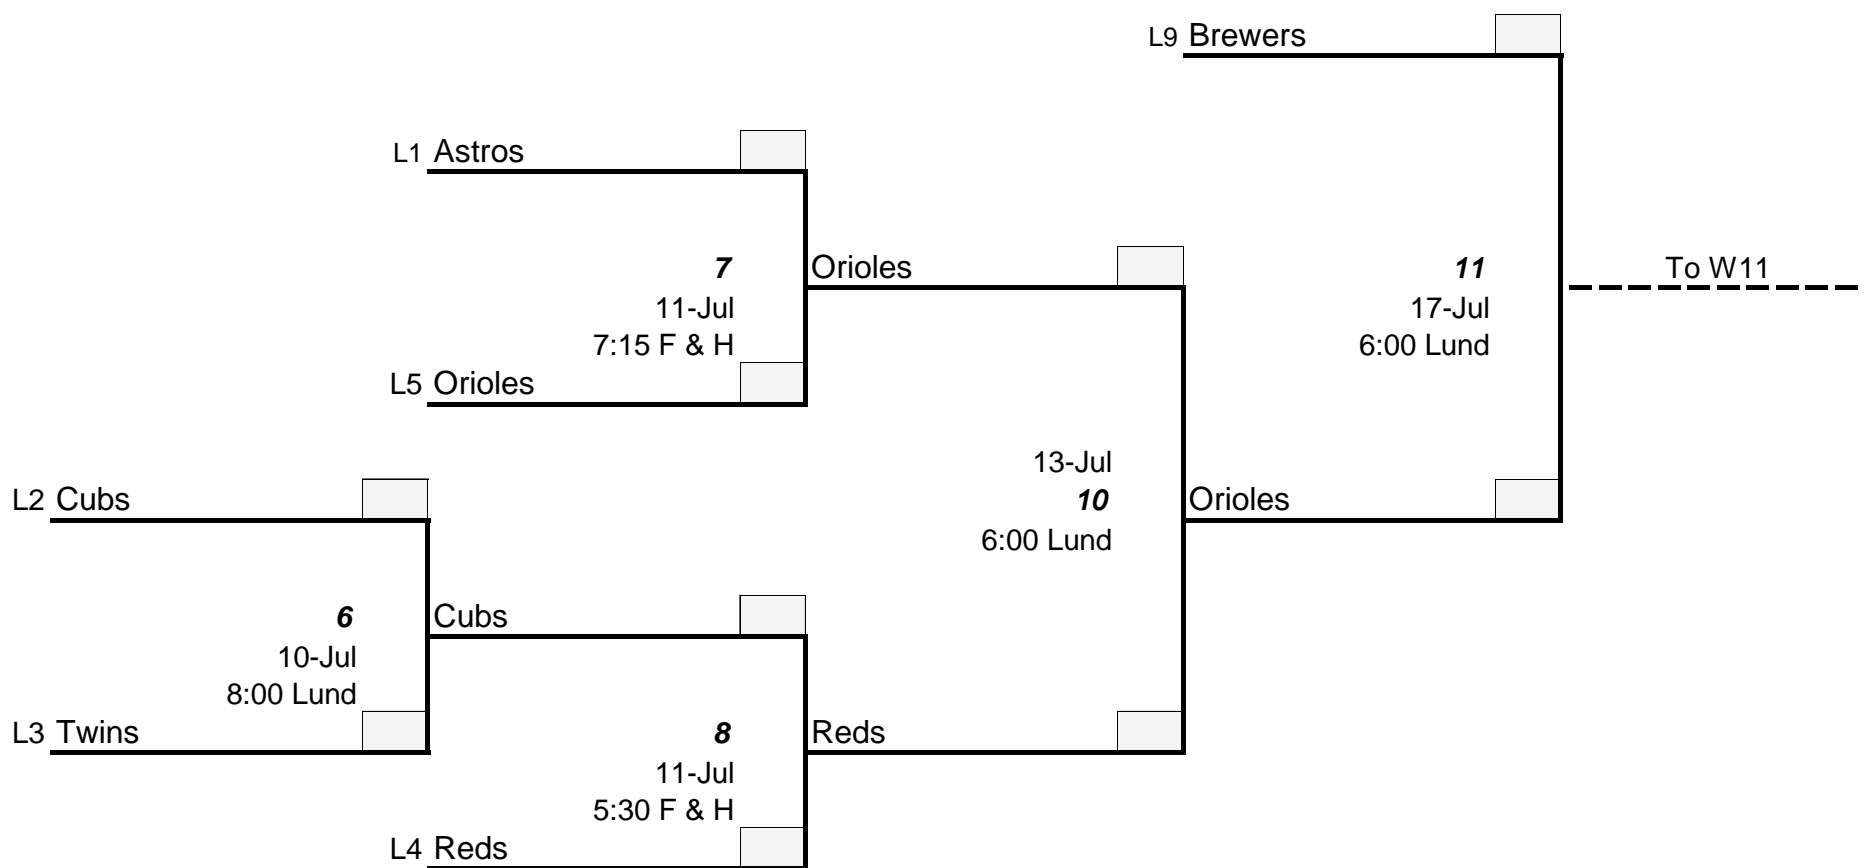 L9 Brewers
L1 Astros
7 Orioles
11 To W11
11-Jul
17-Jul
7:15 F & H
6:00 Lund
L5 Orioles
13-Jul
L2 Cubs
10 Orioles
6:00 Lund
6 Cubs
10-Jul
8:00 Lund
L3 Twins
8 Reds
11-Jul
5:30 F & H
L4 Reds